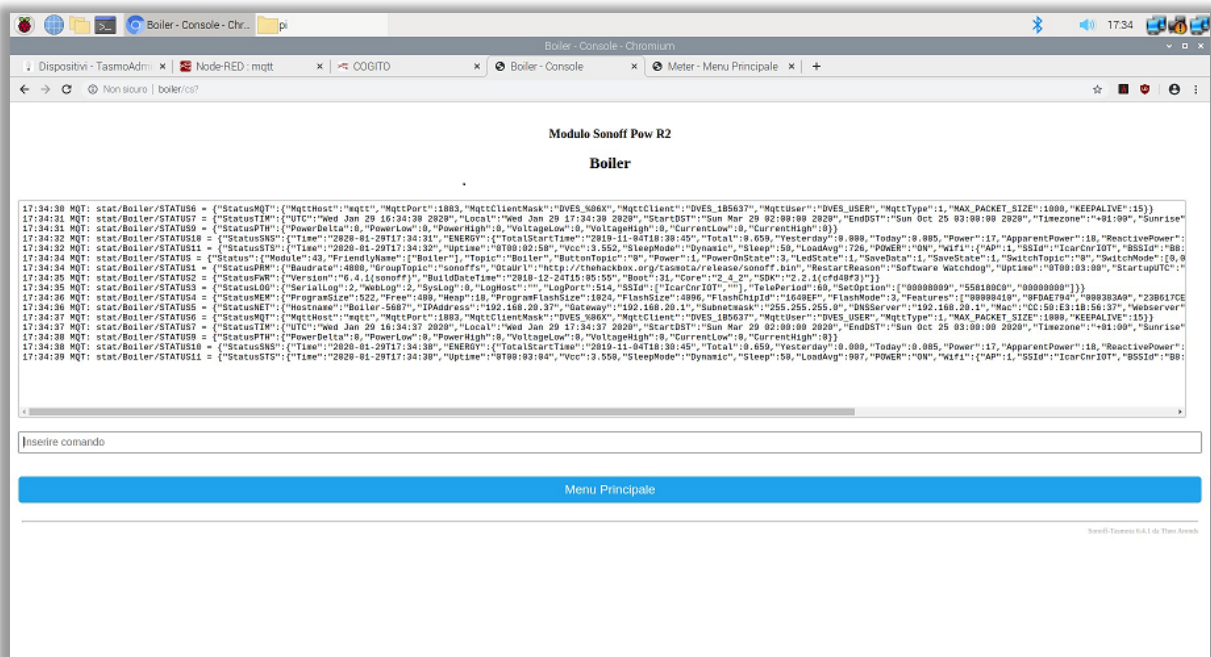 Boiler - Console - Chr...
pi
17:34
Boiler - Console - Chromium
Dispositivi - TasmoAdmi
Node-RED : mqtt
COGITO
Boiler - Console
Meter - Menu Principale
Non sicuro | boiler/cs?
Modulo Sonoff Pow R2
Boiler
17:34:30 MQT: stat/Boiler/STATUS6 = {"StatusMQT":{"MqttHost":"mqtt","MqttPort":1883,"MqttClientMask":"DVES_%06X","MqttClient":"DVES_1B5637","MqttUser":"DVES_USER","MqttType":1,"MAX_PACKET_SIZE":1000,"KEEPALIVE":15}}
17:34:31 MQT: stat/Boiler/STATUS7 = {"StatusTIM":{"UTC":"Wed Jan 29 16:34:30 2020","Local":"Wed Jan 29 17:34:30 2020","StartDST":"Sun Mar 29 02:00:00 2020","EndDST":"Sun Oct 25 03:00:00 2020","Timezone":"+01:00","Sunrise"
17:34:31 MQT: stat/Boiler/STATUS9 = {"StatusPTH":{"PowerDelta":0,"PowerLow":0,"PowerHigh":0,"VoltageLow":0,"VoltageHigh":0,"CurrentLow":0,"CurrentHigh":0}}
17:34:32 MQT: stat/Boiler/STATUS10 = {"StatusSNS":{"Time":"2020-01-29T17:34:31","ENERGY":{"TotalStartTime":"2019-11-04T18:30:45","Total":0.659,"Yesterday":0.000,"Today":0.085,"Power":17,"ApparentPower":18,"ReactivePower":
17:34:32 MQT: stat/Boiler/STATUS11 = {"StatusSTS":{"Time":"2020-01-29T17:34:32","Uptime":"0T00:02:58","Vcc":3.552,"SleepMode":"Dynamic","Sleep":50,"LoadAvg":726,"POWER":"ON","Wifi":{"AP":1,"SSId":"IcarCnrIOT","BSSId":"B8:
17:34:34 MQT: stat/Boiler/STATUS = {"Status":{"Module":43,"FriendlyName":["Boiler"],"Topic":"Boiler","ButtonTopic":"0","Power":1,"PowerOnState":3,"LedState":1,"SaveData":1,"SaveState":1,"SwitchTopic":"0","SwitchMode":[0,0
17:34:34 MQT: stat/Boiler/STATUS1 = {"StatusPRM":{"Baudrate":4800,"GroupTopic":"sonoffs","OtaUrl":"http://thehackbox.org/tasmota/release/sonoff.bin","RestartReason":"Software Watchdog","Uptime":"0T00:03:00","StartupUTC":"
17:34:35 MQT: stat/Boiler/STATUS2 = {"StatusFWR":{"Version":"6.4.1(sonoff)","BuildDateTime":"2018-12-24T15:05:55","Boot":31,"Core":"2_4_2","SDK":"2.2.1(cfd48f3)"}}
17:34:35 MQT: stat/Boiler/STATUS3 = {"StatusLOG":{"SerialLog":2,"WebLog":2,"SysLog":0,"LogHost":"","LogPort":514,"SSId":["IcarCnrIOT",""],"TelePeriod":60,"SetOption":["00008009","558180C0","00000000"]}}
17:34:36 MQT: stat/Boiler/STATUS4 = {"StatusMEM":{"ProgramSize":522,"Free":480,"Heap":18,"ProgramFlashSize":1024,"FlashSize":4096,"FlashChipId":"1640EF","FlashMode":3,"Features":["00000410","0FDAE794","000383A0","23B617CE
17:34:36 MQT: stat/Boiler/STATUS5 = {"StatusNET":{"Hostname":"Boiler-5687","IPAddress":"192.168.20.37","Gateway":"192.168.20.1","Subnetmask":"255.255.255.0","DNSServer":"192.168.20.1","Mac":"CC:50:E3:1B:56:37","Webserver"
17:34:37 MQT: stat/Boiler/STATUS6 = {"StatusMQT":{"MqttHost":"mqtt","MqttPort":1883,"MqttClientMask":"DVES_%06X","MqttClient":"DVES_1B5637","MqttUser":"DVES_USER","MqttType":1,"MAX_PACKET_SIZE":1000,"KEEPALIVE":15}}
17:34:37 MQT: stat/Boiler/STATUS7 = {"StatusTIM":{"UTC":"Wed Jan 29 16:34:37 2020","Local":"Wed Jan 29 17:34:37 2020","StartDST":"Sun Mar 29 02:00:00 2020","EndDST":"Sun Oct 25 03:00:00 2020","Timezone":"+01:00","Sunrise"
17:34:38 MQT: stat/Boiler/STATUS9 = {"StatusPTH":{"PowerDelta":0,"PowerLow":0,"PowerHigh":0,"VoltageLow":0,"VoltageHigh":0,"CurrentLow":0,"CurrentHigh":0}}
17:34:38 MQT: stat/Boiler/STATUS10 = {"StatusSNS":{"Time":"2020-01-29T17:34:38","ENERGY":{"TotalStartTime":"2019-11-04T18:30:45","Total":0.659,"Yesterday":0.000,"Today":0.085,"Power":17,"ApparentPower":18,"ReactivePower":
17:34:39 MQT: stat/Boiler/STATUS11 = {"StatusSTS":{"Time":"2020-01-29T17:34:38","Uptime":"0T00:03:04","Vcc":3.550,"SleepMode":"Dynamic","Sleep":50,"LoadAvg":907,"POWER":"ON","Wifi":{"AP":1,"SSId":"IcarCnrIOT","BSSId":"B8:
Inserire comando
Menu Principale
Sonoff-Tasmota 6.4.1 da Theo Arends